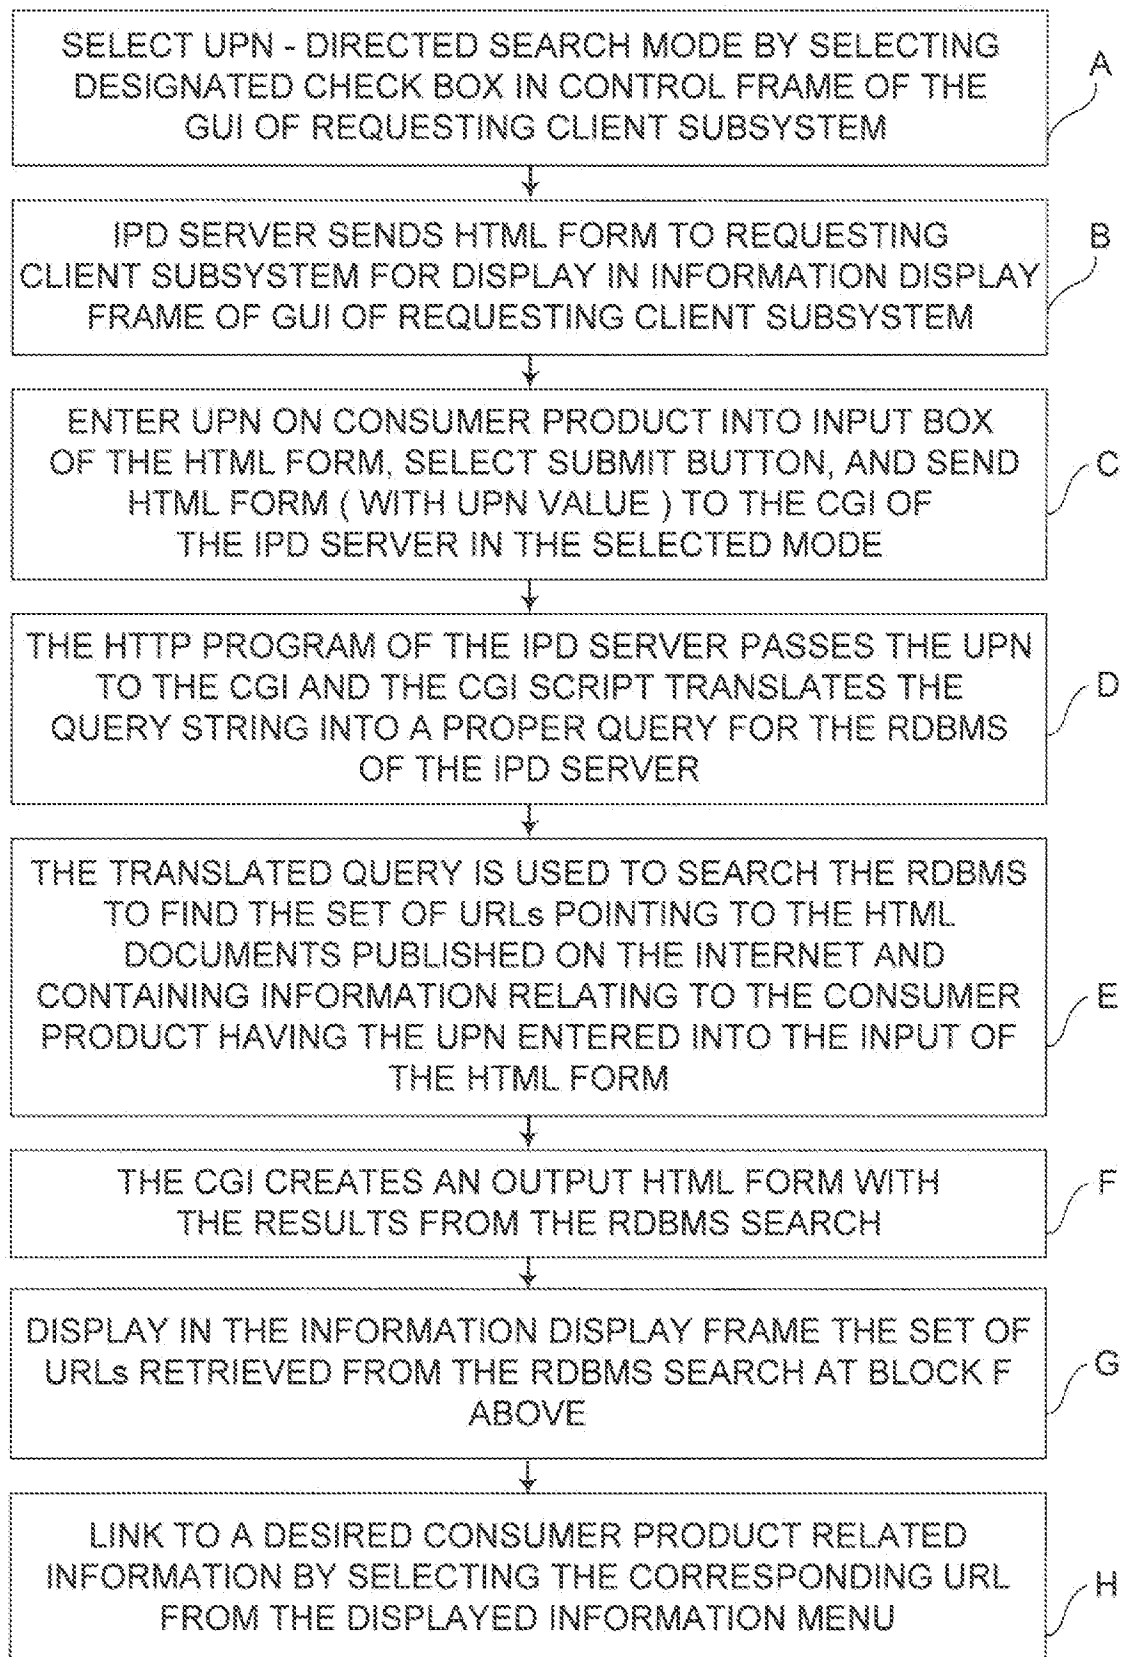 SELECT UPN - DIRECTED SEARCH MODE BY SELECTING
DESIGNATED CHECK BOX IN CONTROL FRAME OF THE
GUI OF REQUESTING CLIENT SUBSYSTEM
A
IPD SERVER SENDS HTML FORM TO REQUESTING
CLIENT SUBSYSTEM FOR DISPLAY IN INFORMATION DISPLAY
FRAME OF GUI OF REQUESTING CLIENT SUBSYSTEM
B
ENTER UPN ON CONSUMER PRODUCT INTO INPUT BOX
OF THE HTML FORM, SELECT SUBMIT BUTTON, AND SEND
HTML FORM ( WITH UPN VALUE ) TO THE CGI OF
THE IPD SERVER IN THE SELECTED MODE
C
THE HTTP PROGRAM OF THE IPD SERVER PASSES THE UPN
TO THE CGI AND THE CGI SCRIPT TRANSLATES THE
QUERY STRING INTO A PROPER QUERY FOR THE RDBMS
OF THE IPD SERVER
D
THE TRANSLATED QUERY IS USED TO SEARCH THE RDBMS
TO FIND THE SET OF URLs POINTING TO THE HTML
DOCUMENTS PUBLISHED ON THE INTERNET AND
CONTAINING INFORMATION RELATING TO THE CONSUMER
PRODUCT HAVING THE UPN ENTERED INTO THE INPUT OF
THE HTML FORM
E
THE CGI CREATES AN OUTPUT HTML FORM WITH
THE RESULTS FROM THE RDBMS SEARCH
F
DISPLAY IN THE INFORMATION DISPLAY FRAME THE SET OF
URLs RETRIEVED FROM THE RDBMS SEARCH AT BLOCK F
ABOVE
G
LINK TO A DESIRED CONSUMER PRODUCT RELATED
INFORMATION BY SELECTING THE CORRESPONDING URL
FROM THE DISPLAYED INFORMATION MENU
H